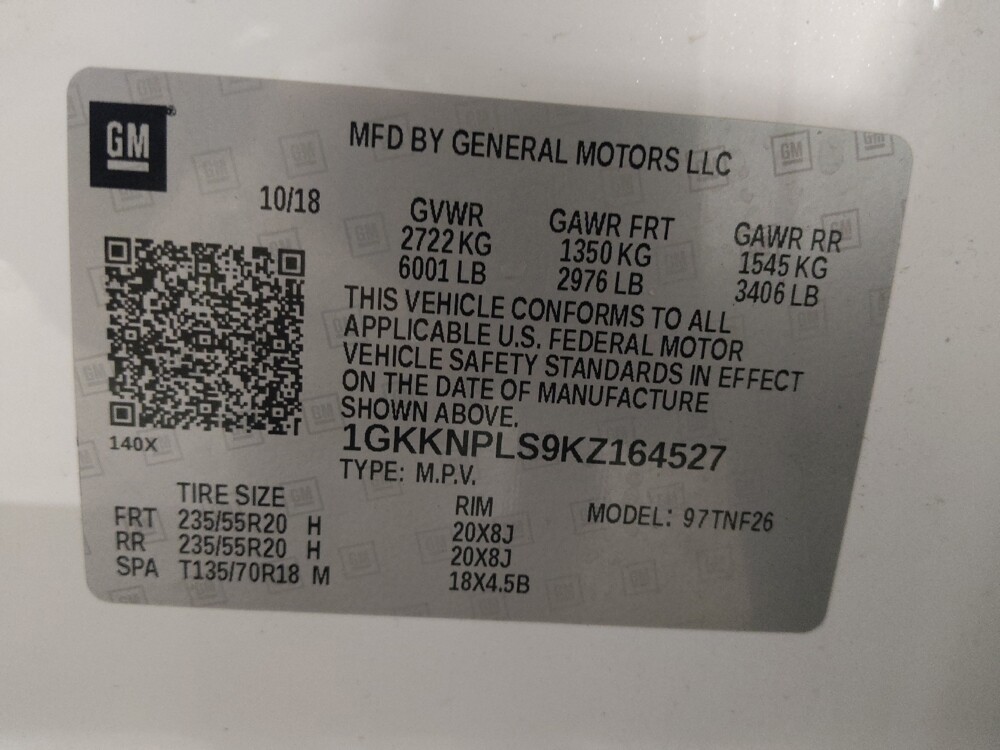 GM
MFD BY GENERAL MOTORS LLC
10/18
GVWR GAWR FRT GAWR RR
2722 KG 1350 KG 1545 KG
6001 LB 2976 LB 3406 LB
THIS VEHICLE CONFORMS TO ALL
APPLICABLE U.S. FEDERAL MOTOR
VEHICLE SAFETY STANDARDS IN EFFECT
ON THE DATE OF MANUFACTURE
SHOWN ABOVE.
140X
1GKKNPLS9KZ164527
TYPE: M.P.V.
TIRE SIZE RIM MODEL: 97TNF26
FRT 235/55R20 H 20X8J
RR 235/55R20 H 20X8J
SPA T135/70R18 M 18X4.5B